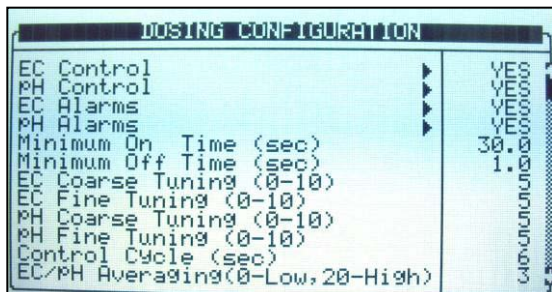 DOSING CONFIGURATION
EC Control YES
pH Control YES
EC Alarms YES
pH Alarms YES
Minimum On Time (sec) 30.0
Minimum Off Time (sec) 1.0
EC Coarse Tuning (0-10) 5
EC Fine Tuning (0-10) 5
pH Coarse Tuning (0-10) 5
pH Fine Tuning (0-10) 5
Control Cycle (sec) 6
EC/pH Averaging(0-Low,20-High) 3